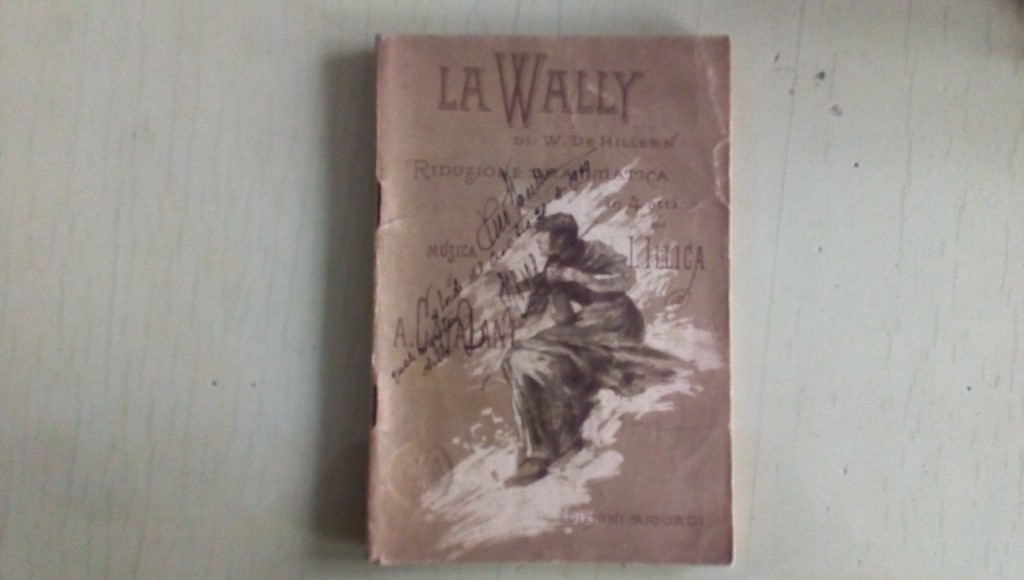 LA WALLY
DI W. DE HILLERN
RIDUZIONE DRAMMATICA
IN 4 ATTI
DI
MUSICA
L. ILLICA
A. CATALANI
EDIZIONI RICORDI